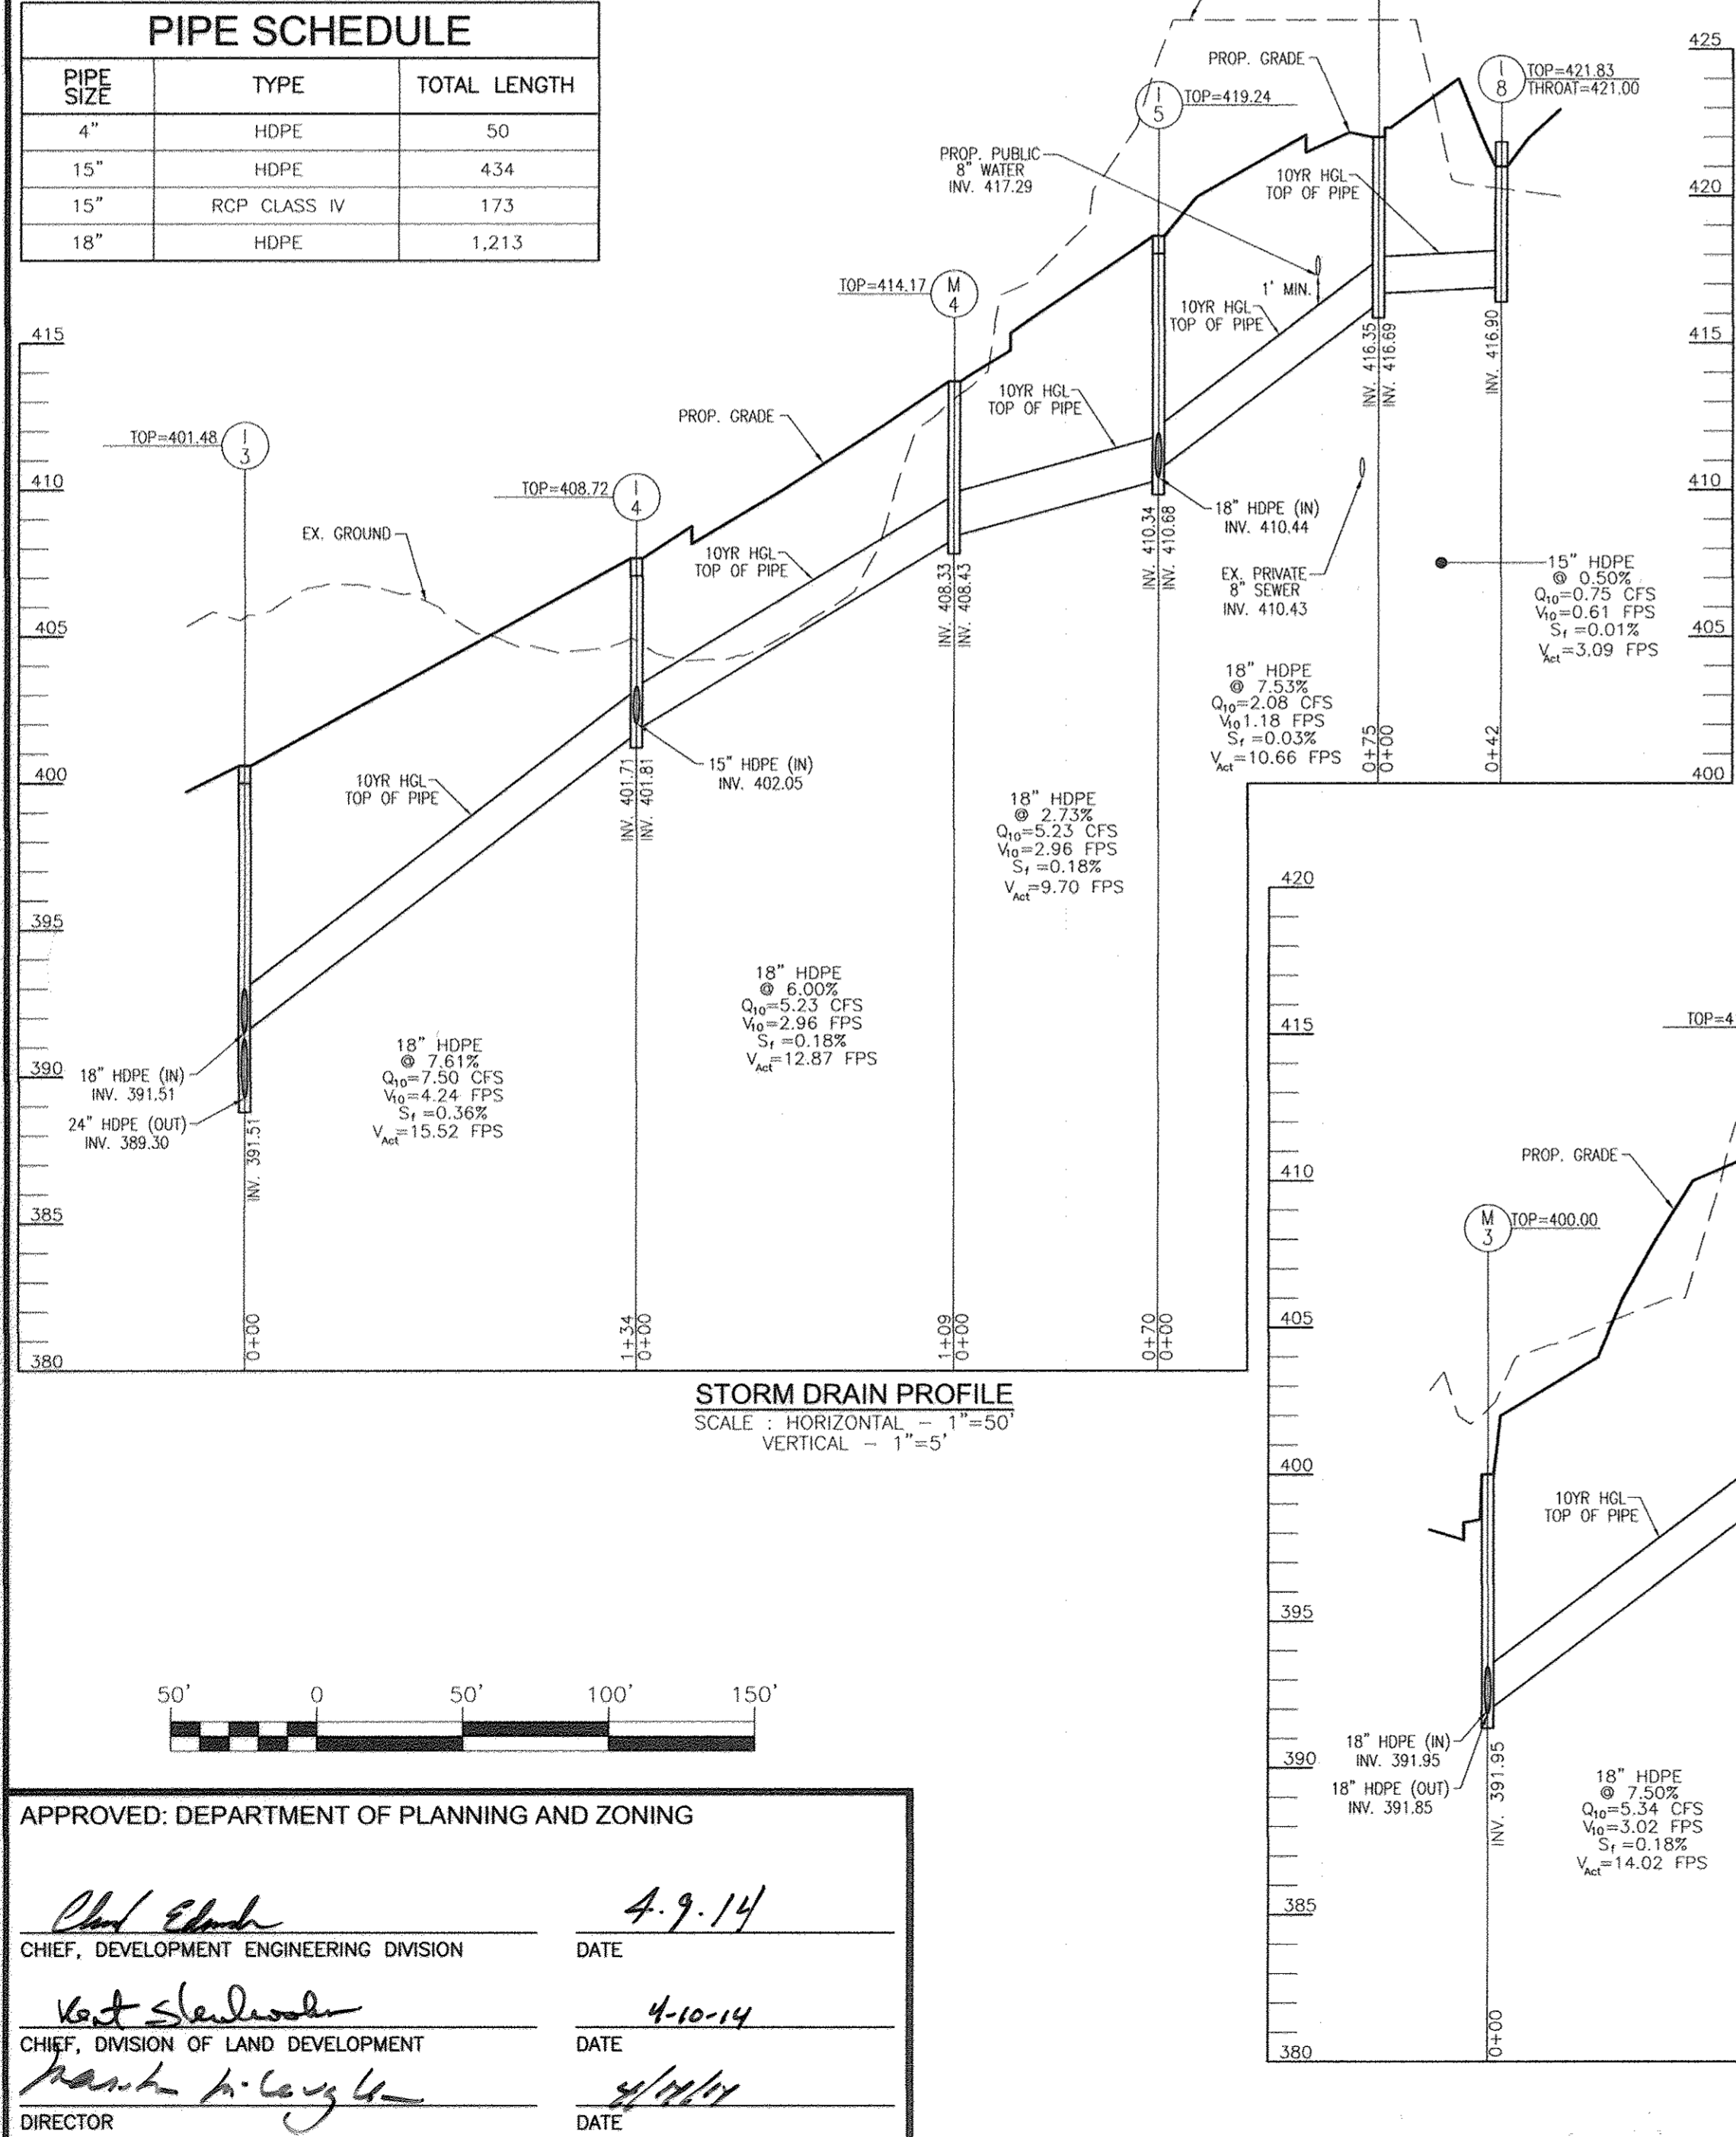 PIPE SCHEDULE
PIPE SIZE TYPE TOTAL LENGTH
4" HDPE 50
15" HDPE 434
15" RCP CLASS IV 173
18" HDPE 1,213
425
420
415
410
405
400
415
410
405
400
395
390
385
380
TOP=401.48
I
3
EX. GROUND
18" HDPE (IN)
INV. 391.51
24" HDPE (OUT)
INV. 389.30
INV. 391.51
0+00
10YR HGL
TOP OF PIPE
18" HDPE
@ 7.61%
Q10=7.50 CFS
V10=4.24 FPS
Sf =0.36%
VAct=15.52 FPS
TOP=408.72
I
4
INV. 401.71
INV. 401.81
15" HDPE (IN)
INV. 402.05
1+34
0+00
PROP. GRADE
10YR HGL
TOP OF PIPE
18" HDPE
@ 6.00%
Q10=5.23 CFS
V10=2.96 FPS
Sf =0.18%
VAct=12.87 FPS
TOP=414.17
M
4
INV. 408.33
INV. 408.43
1+09
0+00
10YR HGL
TOP OF PIPE
18" HDPE
@ 2.73%
Q10=5.23 CFS
V10=2.96 FPS
Sf =0.18%
VAct=9.70 FPS
PROP. PUBLIC
8" WATER
INV. 417.29
I
5
TOP=419.24
INV. 410.34
INV. 410.68
18" HDPE (IN)
INV. 410.44
0+70
0+00
PROP. GRADE
1' MIN.
10YR HGL
TOP OF PIPE
EX. PRIVATE
8" SEWER
INV. 410.43
18" HDPE
@ 7.53%
Q10=2.08 CFS
V10 1.18 FPS
Sf =0.03%
VAct=10.66 FPS
INV. 416.35
INV. 416.69
0+75
0+00
10YR HGL
TOP OF PIPE
I
8
TOP=421.83
THROAT=421.00
INV. 416.90
0+42
15" HDPE
@ 0.50%
Q10=0.75 CFS
V10=0.61 FPS
Sf =0.01%
VAct=3.09 FPS
STORM DRAIN PROFILE
SCALE : HORIZONTAL - 1"=50'
VERTICAL - 1"=5'
420
415
410
405
400
395
390
385
380
TOP=4
PROP. GRADE
M
3
TOP=400.00
10YR HGL
TOP OF PIPE
18" HDPE (IN)
INV. 391.95
18" HDPE (OUT)
INV. 391.85
INV. 391.95
0+00
18" HDPE
@ 7.50%
Q10=5.34 CFS
V10=3.02 FPS
Sf =0.18%
VAct=14.02 FPS
50' 0 50' 100' 150'
APPROVED: DEPARTMENT OF PLANNING AND ZONING
4.9.14
CHIEF, DEVELOPMENT ENGINEERING DIVISION DATE
Kent 4-10-14
CHIEF, DIVISION OF LAND DEVELOPMENT DATE
DIRECTOR DATE